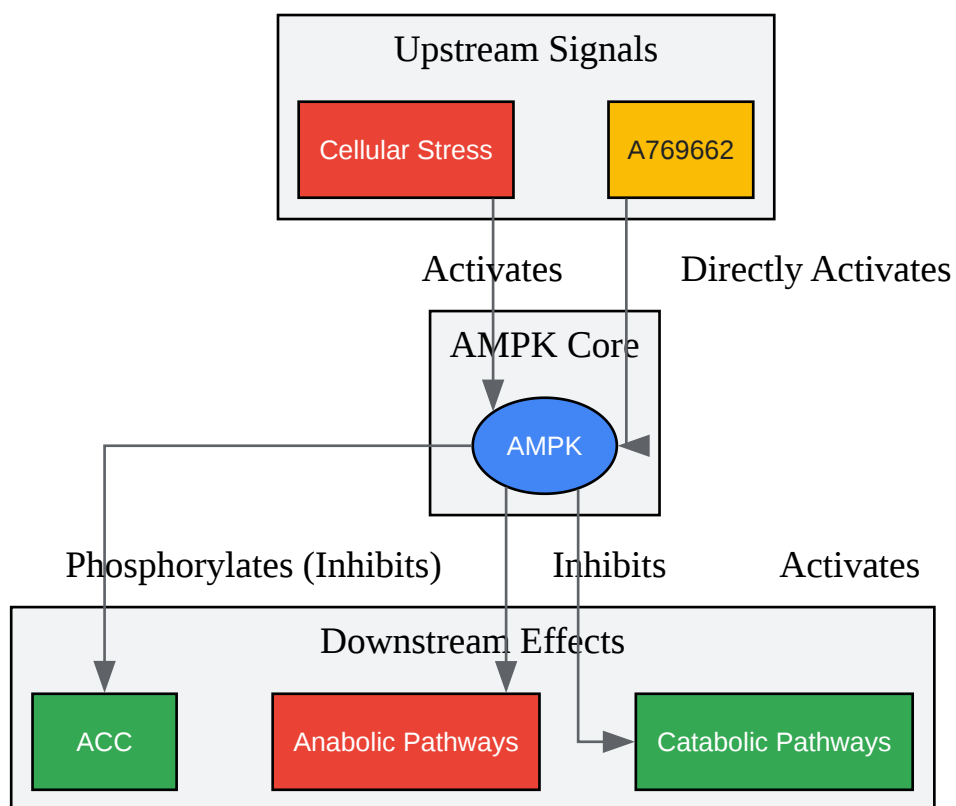 Upstream Signals
Cellular Stress
A769662
Activates
Directly Activates
AMPK Core
AMPK
Phosphorylates (Inhibits)
Inhibits
Activates
Downstream Effects
ACC
Anabolic Pathways
Catabolic Pathways